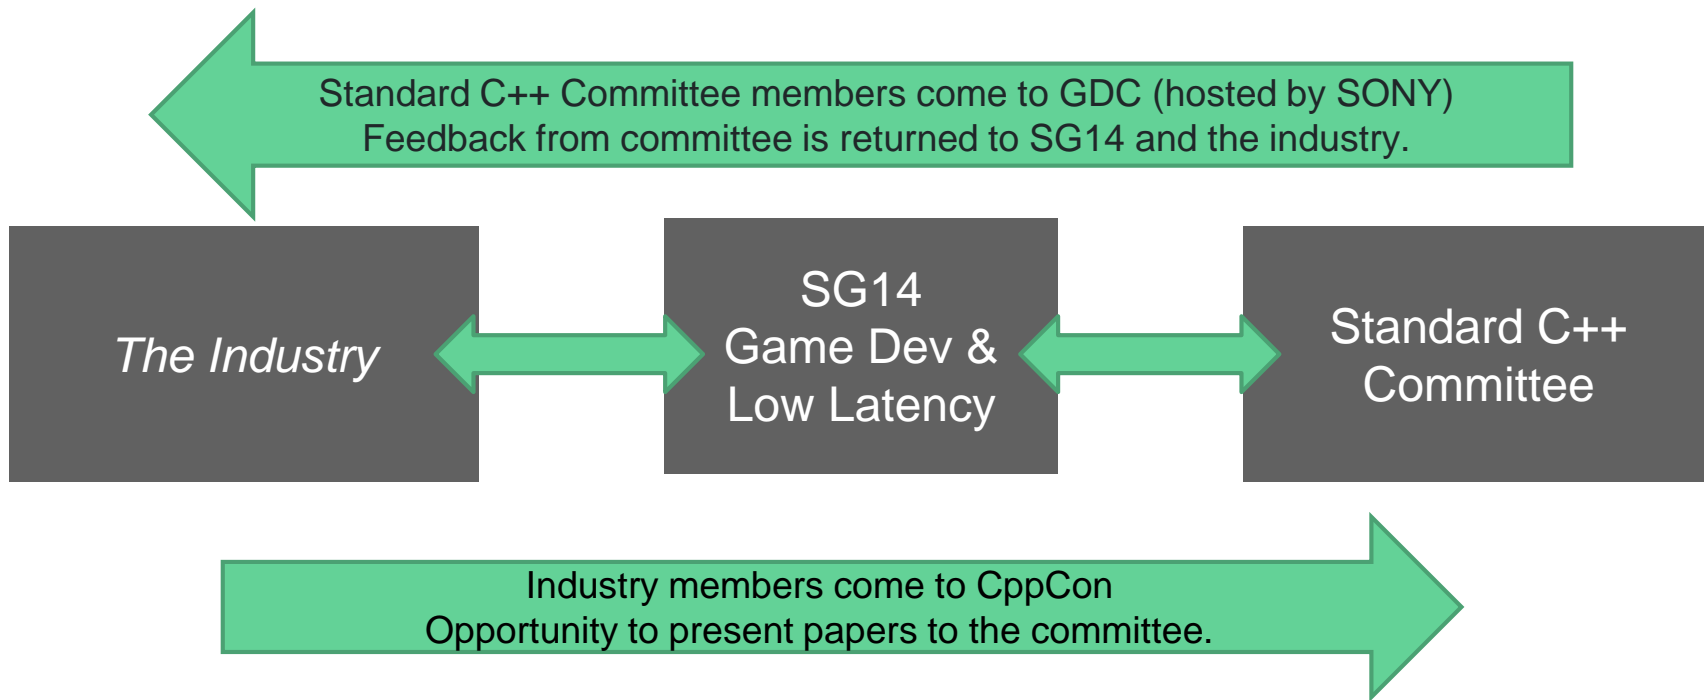 Standard C++ Committee members come to GDC (hosted by SONY)
Feedback from committee is returned to SG14 and the industry.
The Industry
SG14
Game Dev &
Low Latency
Standard C++
Committee
Industry members come to CppCon
Opportunity to present papers to the committee.